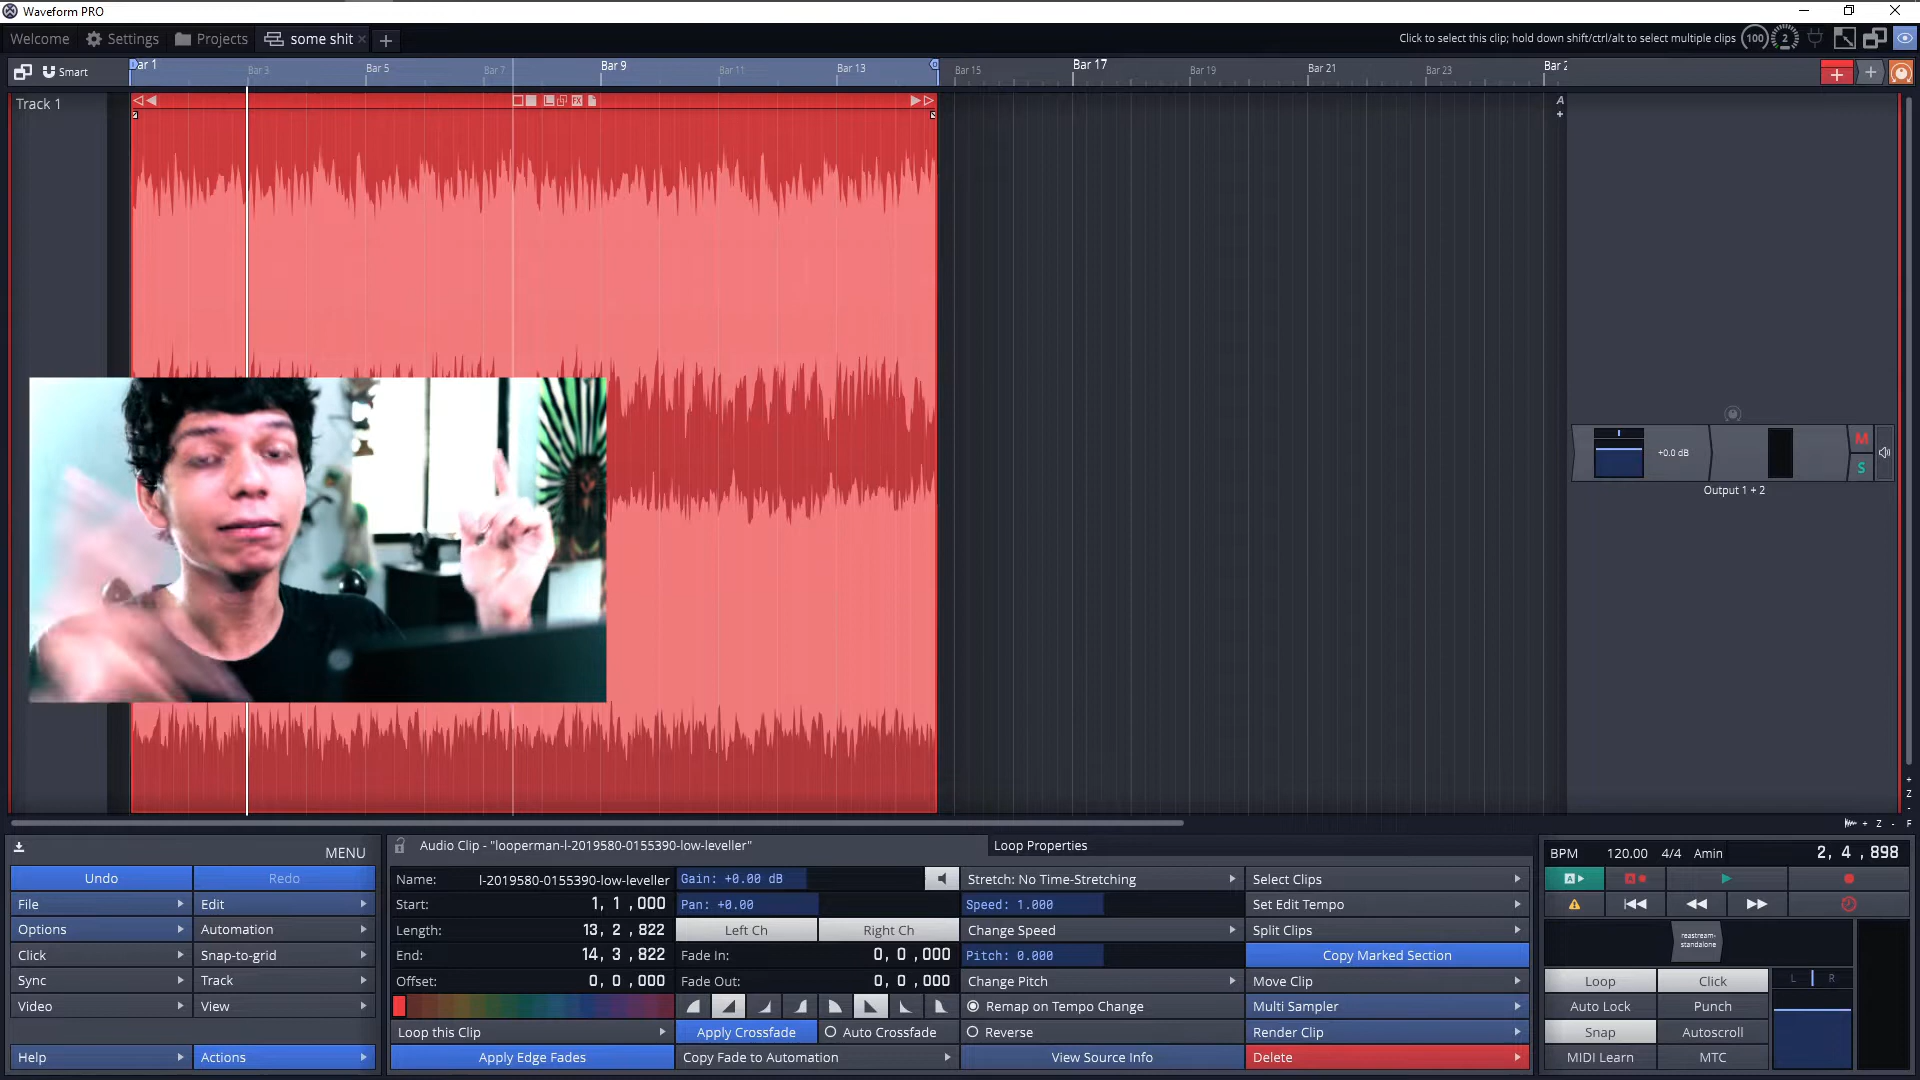 Waveform PRO
Welcome Settings Projects some shit
Click to select this clip; hold down shift/ctrl/alt to select multiple clips 100 2
Smart
Bar 3 Bar 5 Bar 7 Bar 9 Bar 11 Bar 13 Bar 15 Bar 17 Bar 19 Bar 21 Bar 23
Track 1
FX
A
+0.0 dB
M
S
Output 1 + 2
Z
Z F
MENU
Undo Redo
File Edit
Options Automation
Click Snap-to-grid
Sync Track
Video View
Help Actions
Audio Clip - "looperman-l-2019580-0155390-low-leveller"
Name: l-2019580-0155390-low-leveller
Start: 1, 1 ,000
Length: 13, 2 ,822
End: 14, 3 ,822
Offset: 0, 0 ,000
Loop this Clip
Apply Edge Fades
Gain: +0.00 dB
Pan: +0.00
Left Ch Right Ch
Fade In: 0, 0 ,000
Fade Out: 0, 0 ,000
Apply Crossfade Auto Crossfade
Copy Fade to Automation
Loop Properties
Stretch: No Time-Stretching
Speed: 1.000
Change Speed
Pitch: 0.000
Change Pitch
Remap on Tempo Change
Reverse
View Source Info
Select Clips
Set Edit Tempo
Split Clips
Copy Marked Section
Move Clip
Multi Sampler
Render Clip
Delete
BPM 120.00 4/4 Amin 2, 4 ,898
A A
reastream-
standalone
Loop Click
Auto Lock Punch
Snap Autoscroll
MIDI Learn MTC
L R